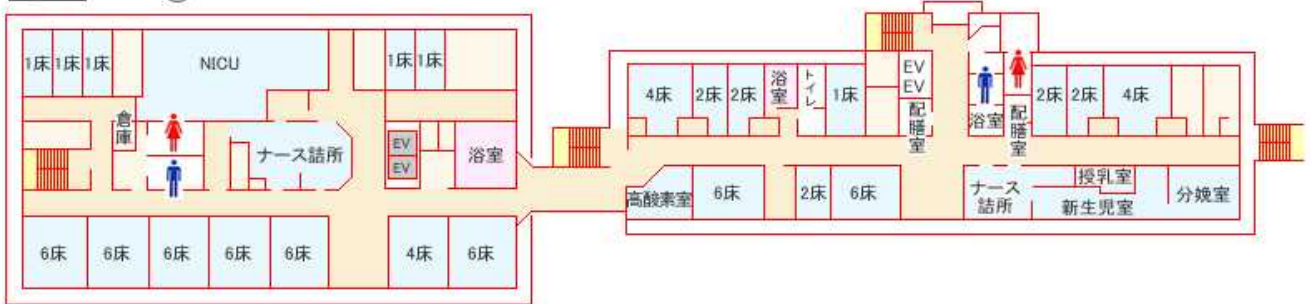 1床 1床 1床
NICU
1床 1床
倉庫
ナース詰所
EV
EV
浴室
6床 6床 6床 6床 6床 4床 6床
4床 2床 2床
浴室
トイレ
1床
EV
EV
配膳室
浴室
配膳室
2床 2床 4床
高酸素室
6床 2床 6床
ナース
詰所
授乳室
新生児室
分娩室